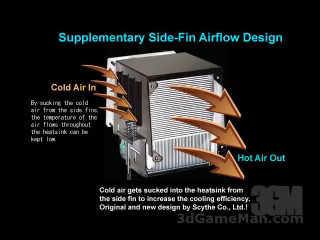 Supplementary Side-Fin Airflow Design
Cold Air In
By sucking the cold
air from the side fins,
the temperature of the
air flows throughout
the heatsink can be
kept low.
Hot Air Out
Cold air gets sucked into the heatsink from
the side fin to increase the cooling efficiency.
Original and new design by Scythe Co., Ltd.!
3GM
3dGameMan.com